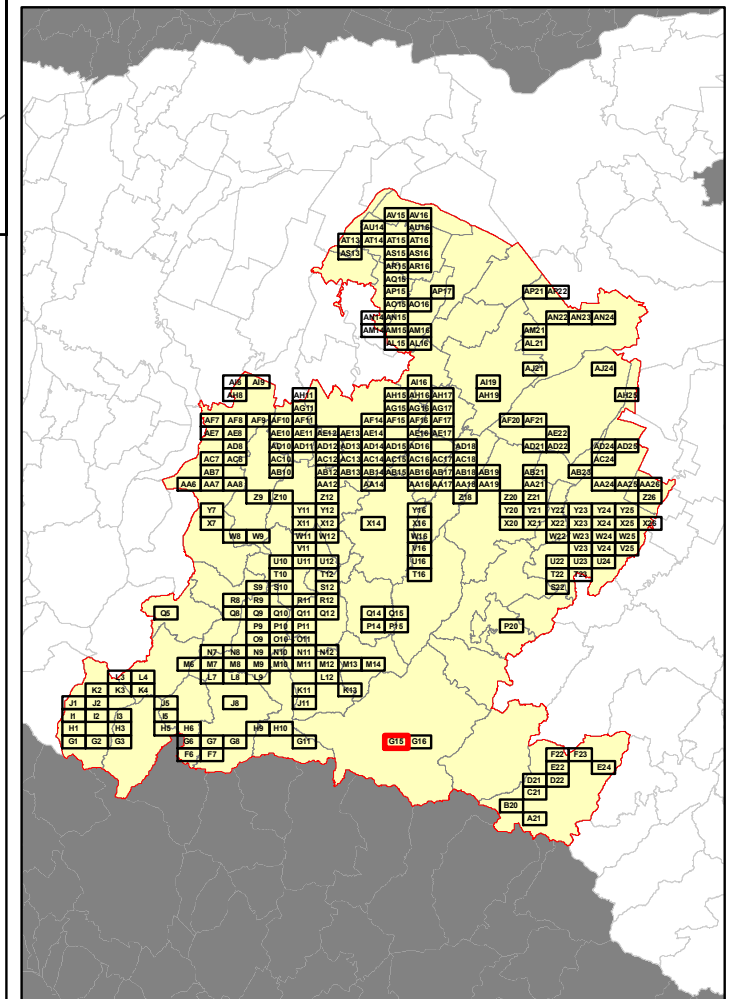 AV15 AV16
AU14 AU16
AT13 AT14 AT15 AT16
AS13 AS15 AS16
AR15 AR16
AQ15
AP15 AP17 AP21 AP22
AO15 AO16
AN14 AN15 AN22 AN23 AN24
AM14 AM15 AM16 AM21
AL15 AL16 AL21
AJ21 AJ24
AI8 AI9 AI16 AI19
AH8 AH11 AH15 AH16 AH17 AH19 AH25
AG11 AG15 AG16 AG17
AF7 AF8 AF9 AF10 AF11 AF14 AF15 AF16 AF17 AF20 AF21
AE7 AE8 AE10 AE11 AE12 AE13 AE14 AE16 AE17 AE22
AD8 AD10 AD11 AD12 AD13 AD14 AD15 AD16 AD18 AD21 AD22 AD24 AD25
AC7 AC8 AC10 AC12 AC13 AC14 AC15 AC16 AC17 AC18 AC24
AB7 AB10 AB12 AB13 AB14 AB15 AB16 AB17 AB18 AB19 AB21 AB23
AA6 AA7 AA8 AA12 AA14 AA16 AA17 AA18 AA19 AA21 AA24 AA25 AA26
Z9 Z10 Z12 Z18 Z20 Z21 Z26
Y7 Y11 Y12 Y16 Y20 Y21 Y22 Y23 Y24 Y25
X7 X11 X12 X14 X16 X20 X21 X22 X23 X24 X25 X26
W8 W9 W11 W12 W16 W22 W23 W24 W25
V11 V16 V23 V24 V25
U10 U11 U12 U16 U22 U23 U24
T10 T12 T16 T22 T23
S9 S10 S12 S22
R8 R9 R11 R12
Q5 Q8 Q9 Q10 Q11 Q12 Q14 Q15
P9 P10 P11 P14 P15 P20
O9 O10 O11
N7 N8 N9 N10 N11 N12
M6 M7 M8 M9 M10 M11 M12 M13 M14
L3 L4 L7 L8 L9 L12
K2 K3 K4 K11 K13
J1 J2 J5 J8 J11
I1 I2 I3 I5
H1 H2 H3 H5 H6 H9 H10
G1 G2 G3 G6 G7 G8 G11 G15 G16
F6 F7 F22 F23
E22 E24
D21 D22
C21
B20
A21